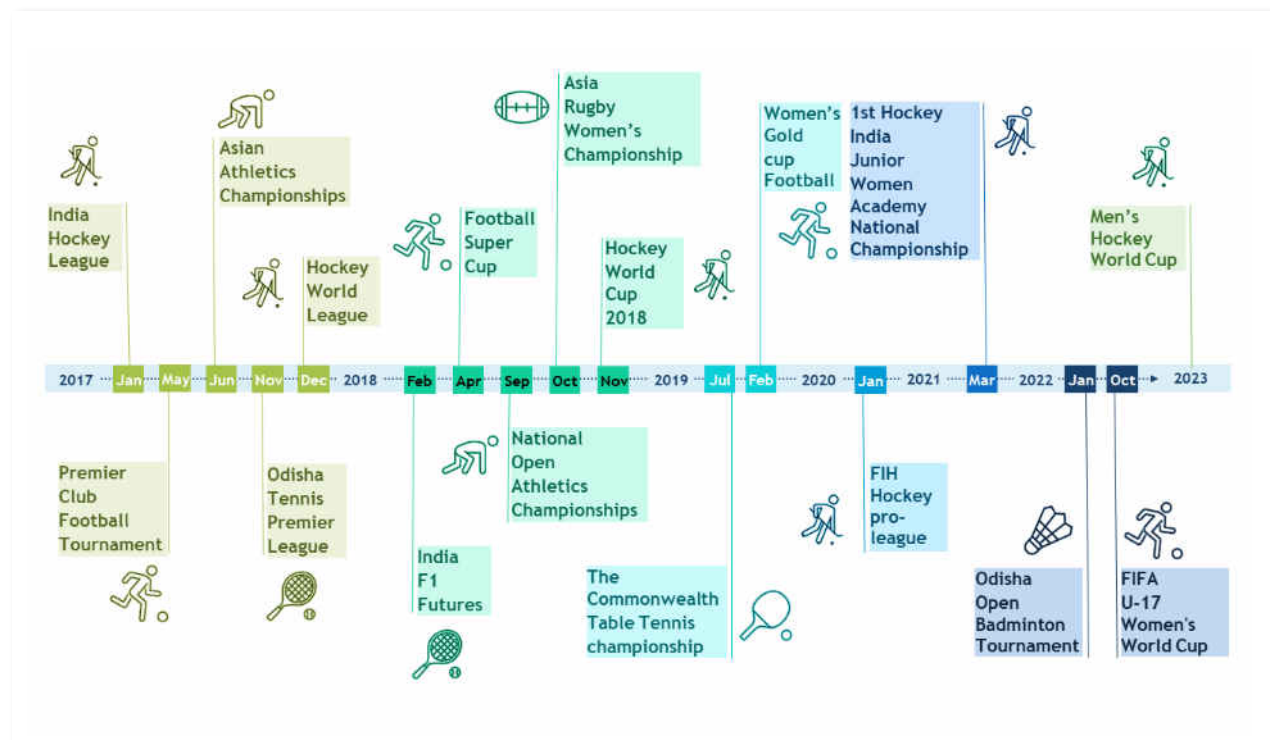 India
Hockey
League
Asian
Athletics
Championships
Hockey
World
League
Football
Super
Cup
Asia
Rugby
Women's
Championship
Hockey
World
Cup
2018
Women's
Gold
cup
Football
1st Hockey
India
Junior
Women
Academy
National
Championship
Men's
Hockey
World Cup
2017 Jan May Jun Nov Dec 2018 Feb Apr Sep Oct Nov 2019 Jul Feb 2020 Jan 2021 Mar 2022 Jan Oct 2023
Premier
Club
Football
Tournament
Odisha
Tennis
Premier
League
India
F1
Futures
National
Open
Athletics
Championships
The
Commonwealth
Table Tennis
championship
FIH
Hockey
pro-
league
Odisha
Open
Badminton
Tournament
FIFA
U-17
Women's
World Cup